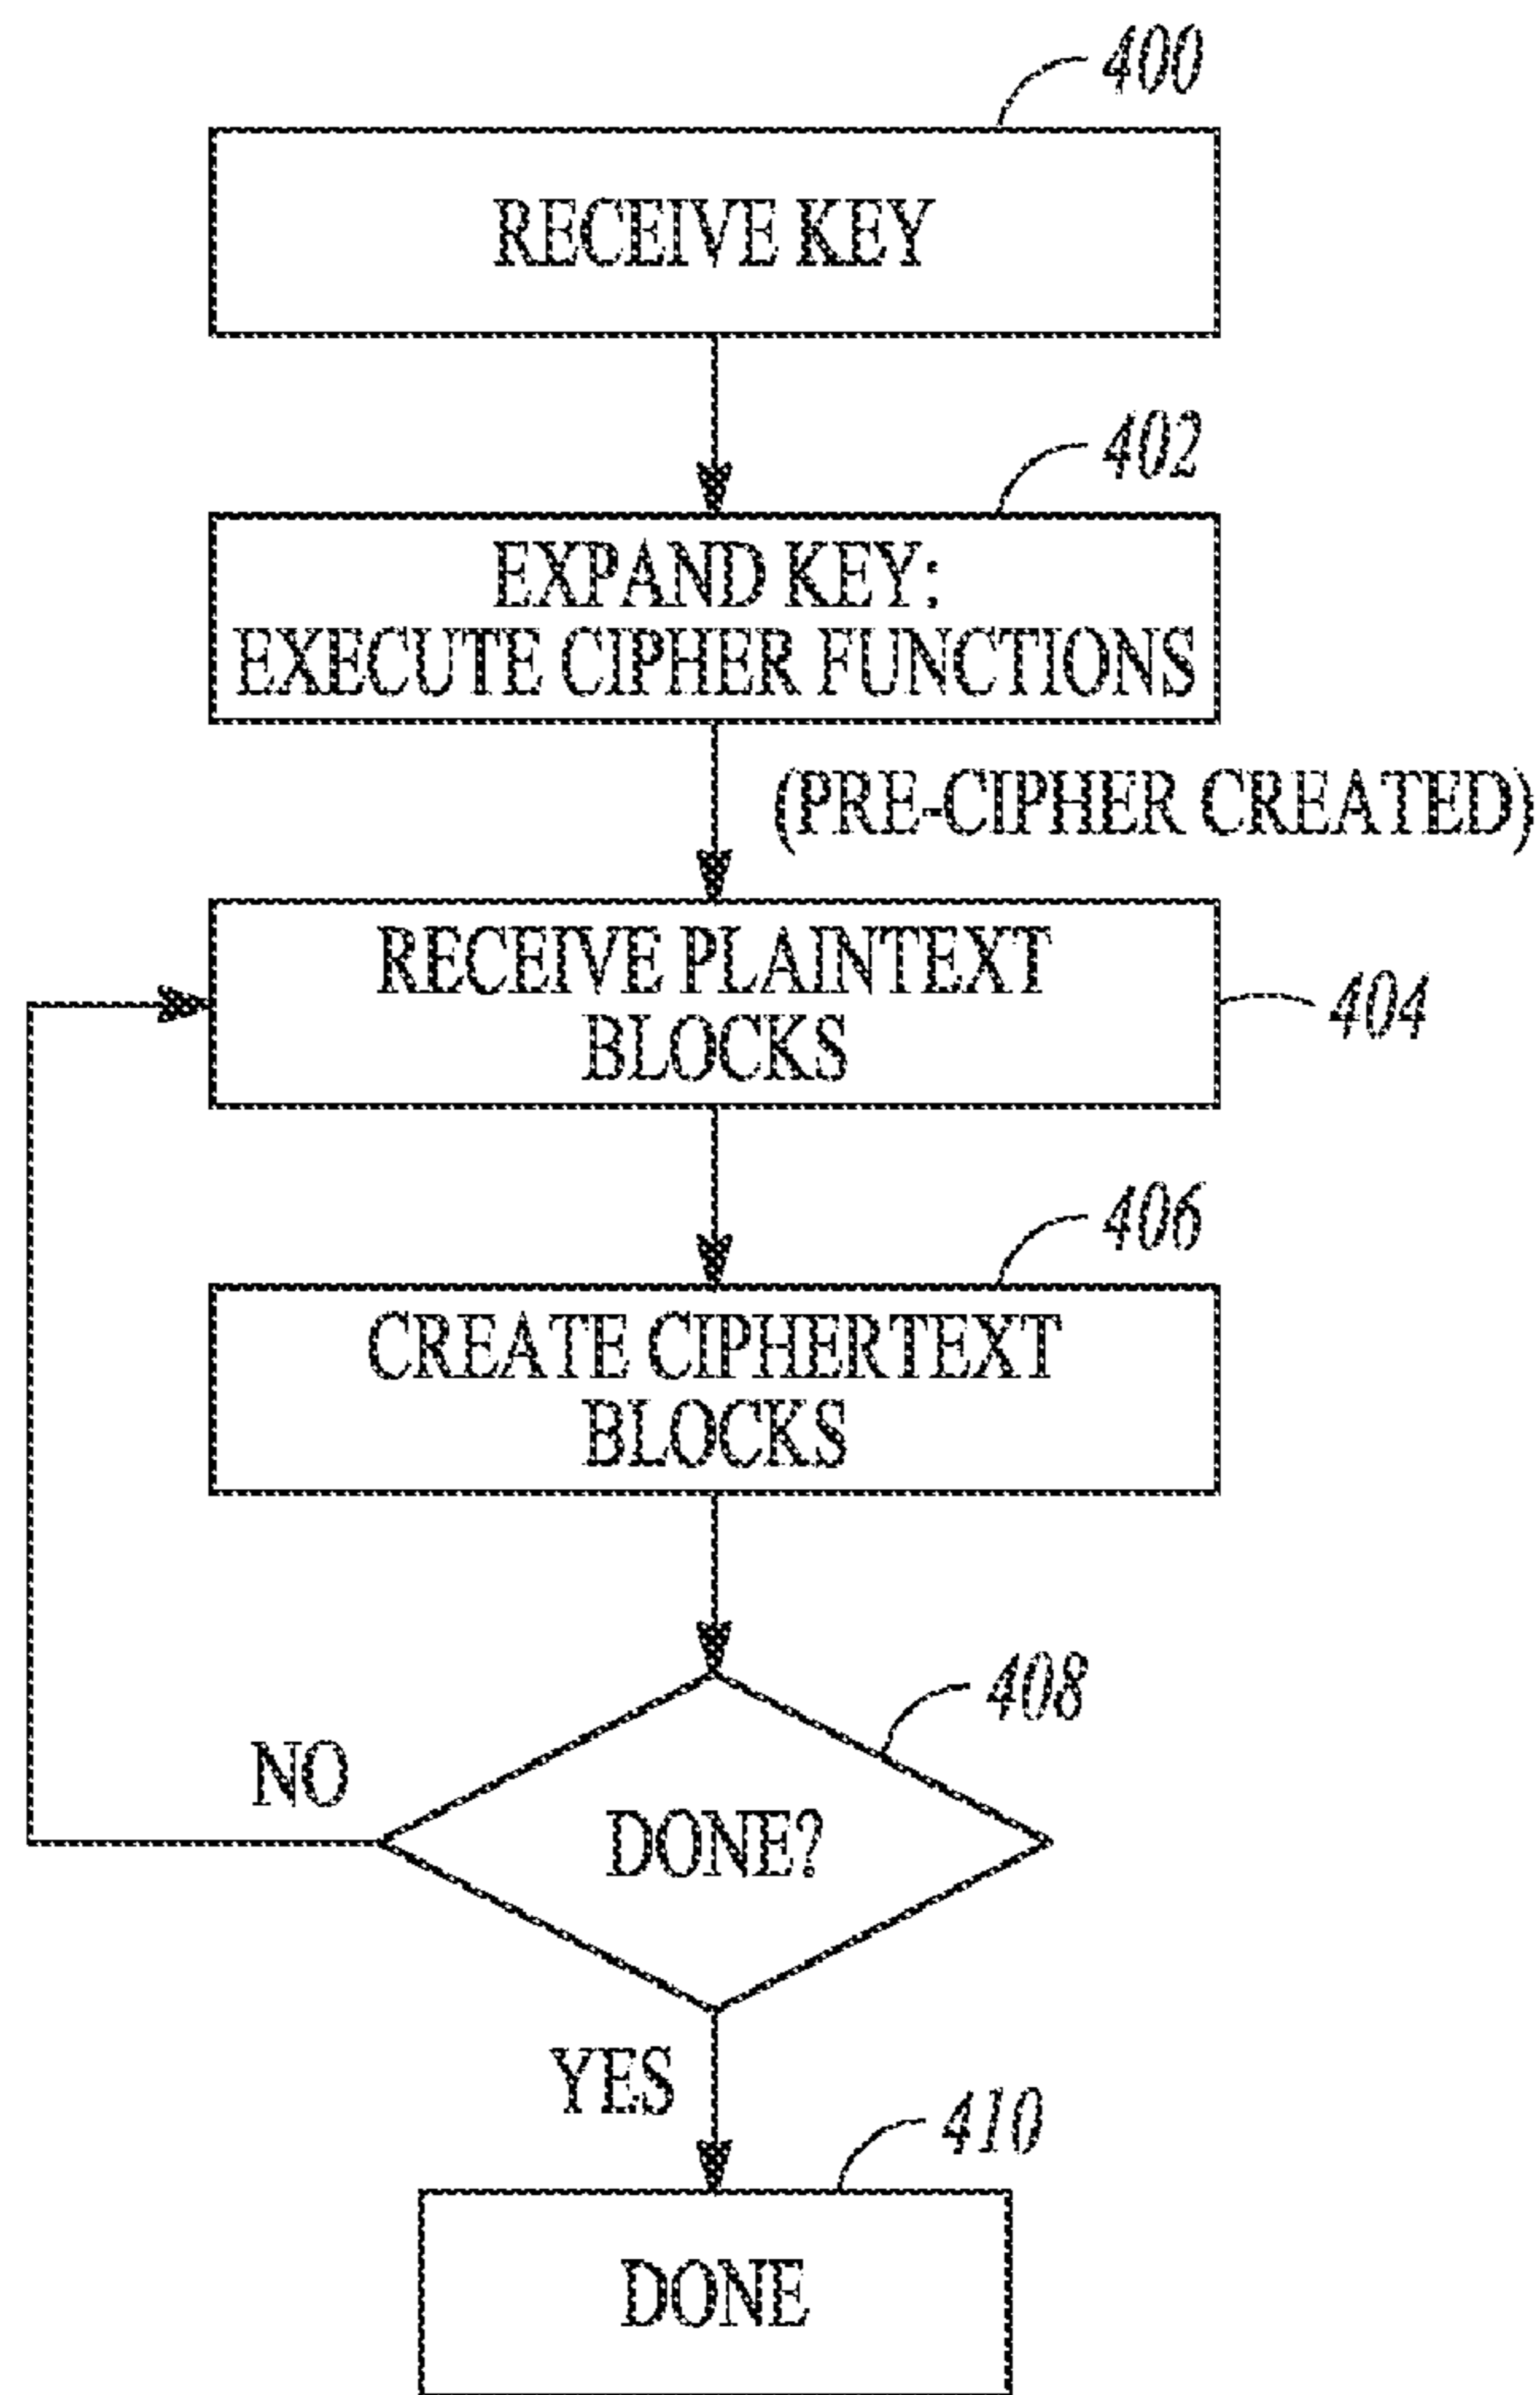 400
RECEIVE KEY
402
EXPAND KEY:
EXECUTE CIPHER FUNCTIONS
(PRE-CIPHER CREATED)
RECEIVE PLAINTEXT
BLOCKS
404
406
CREATE CIPHERTEXT
BLOCKS
408
NO
DONE?
YES
410
DONE